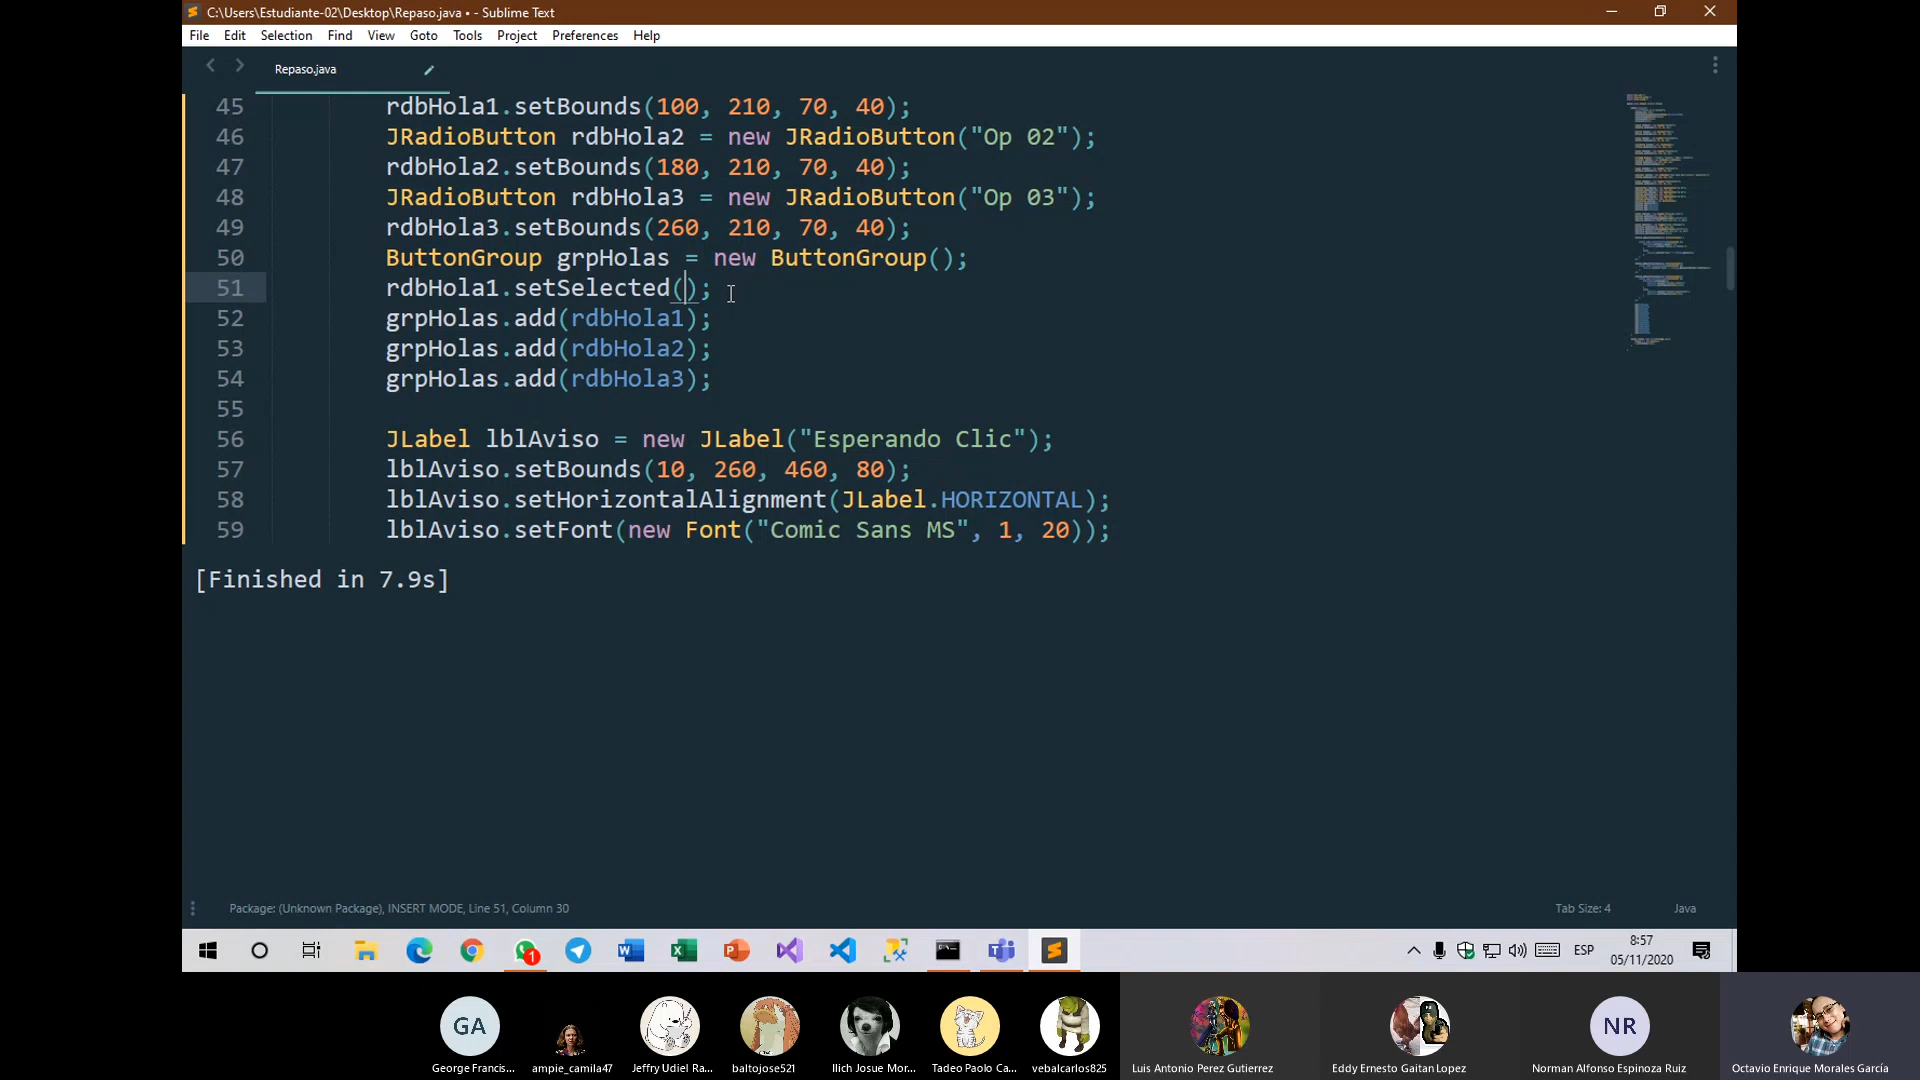 C:\Users\Estudiante-02\Desktop\Repaso.java • - Sublime Text
File Edit Selection Find View Goto Tools Project Preferences Help
Repaso.java
45 rdbHola1.setBounds(100, 210, 70, 40);
46 JRadioButton rdbHola2 = new JRadioButton("Op 02");
47 rdbHola2.setBounds(180, 210, 70, 40);
48 JRadioButton rdbHola3 = new JRadioButton("Op 03");
49 rdbHola3.setBounds(260, 210, 70, 40);
50 ButtonGroup grpHolas = new ButtonGroup();
51 rdbHola1.setSelected();
52 grpHolas.add(rdbHola1);
53 grpHolas.add(rdbHola2);
54 grpHolas.add(rdbHola3);
55
56 JLabel lblAviso = new JLabel("Esperando Clic");
57 lblAviso.setBounds(10, 260, 460, 80);
58 lblAviso.setHorizontalAlignment(JLabel.HORIZONTAL);
59 lblAviso.setFont(new Font("Comic Sans MS", 1, 20));
[Finished in 7.9s]
Package: (Unknown Package), INSERT MODE, Line 51, Column 30 Tab Size: 4 Java
1 ESP 8:57
05/11/2020
GA NR
George Francis... ampie_camila47 Jeffry Udiel Ra... baltojose521 Ilich Josue Mor... Tadeo Paolo Ca... vebalcarlos825 Luis Antonio Perez Gutierrez Eddy Ernesto Gaitan Lopez Norman Alfonso Espinoza Ruiz Octavio Enrique Morales García